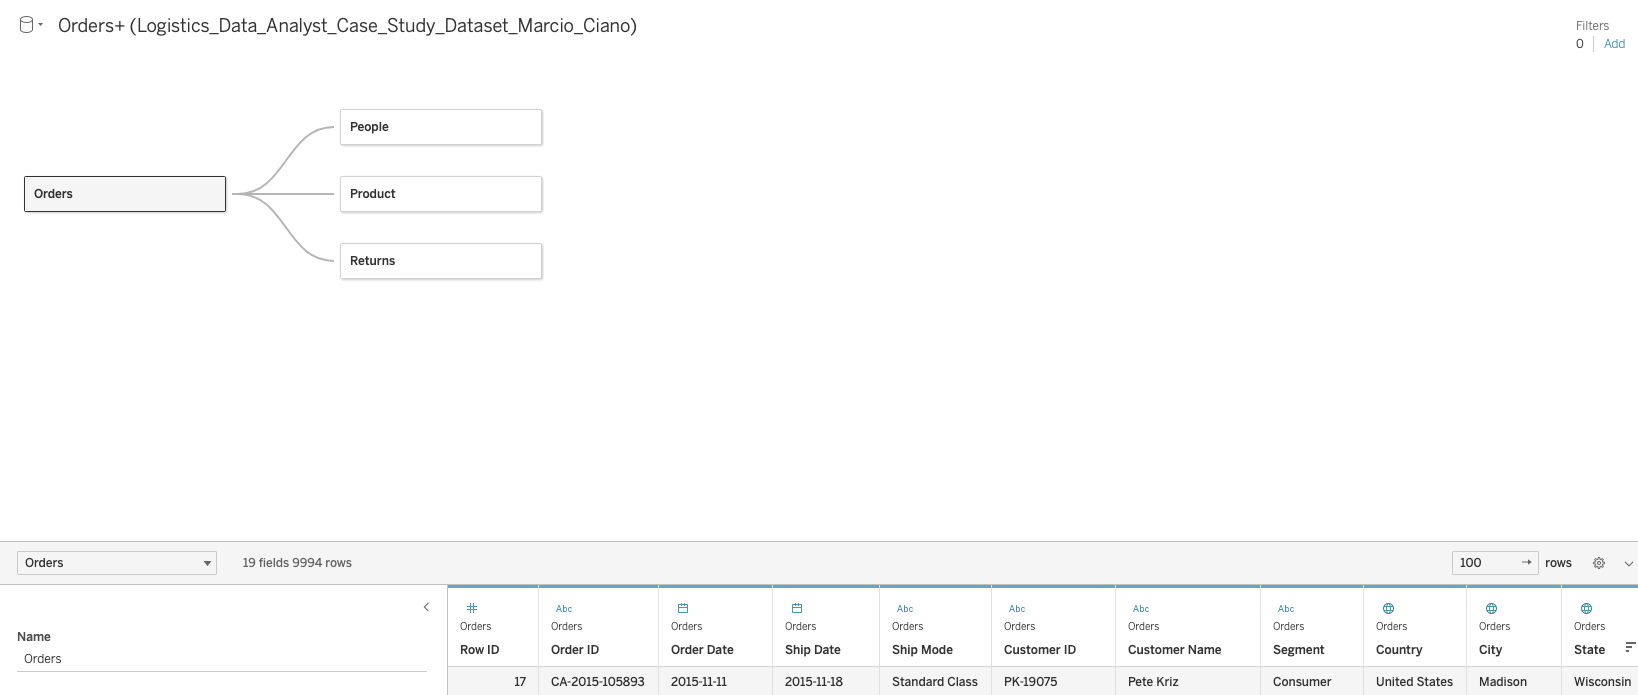 Orders+ (Logistics_Data_Analyst_Case_Study_Dataset_Marcio_Ciano)
Filters
0 Add
People
Orders
Product
Returns
Orders
19 fields 9994 rows
100 → rows
Name
Orders
# Abc Abc Abc Abc Abc
Orders Orders Orders Orders Orders Orders Orders Orders Orders Orders Orders
Row ID Order ID Order Date Ship Date Ship Mode Customer ID Customer Name Segment Country City State
17 CA-2015-105893 2015-11-11 2015-11-18 Standard Class PK-19075 Pete Kriz Consumer United States Madison Wisconsin